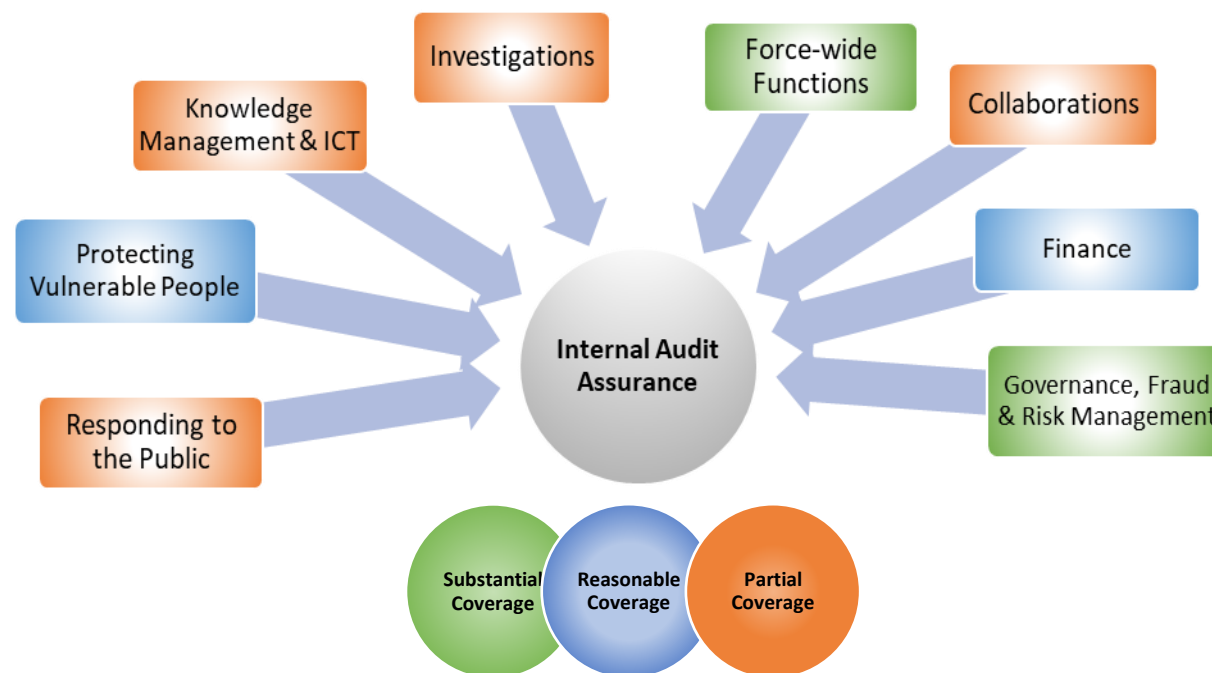 Investigations
Force-wide
Functions
Knowledge
Management & ICT
Collaborations
Protecting
Vulnerable People
Finance
Internal Audit
Assurance
Governance, Fraud
& Risk Management
Responding to
the Public
Substantial
Coverage
Reasonable
Coverage
Partial
Coverage